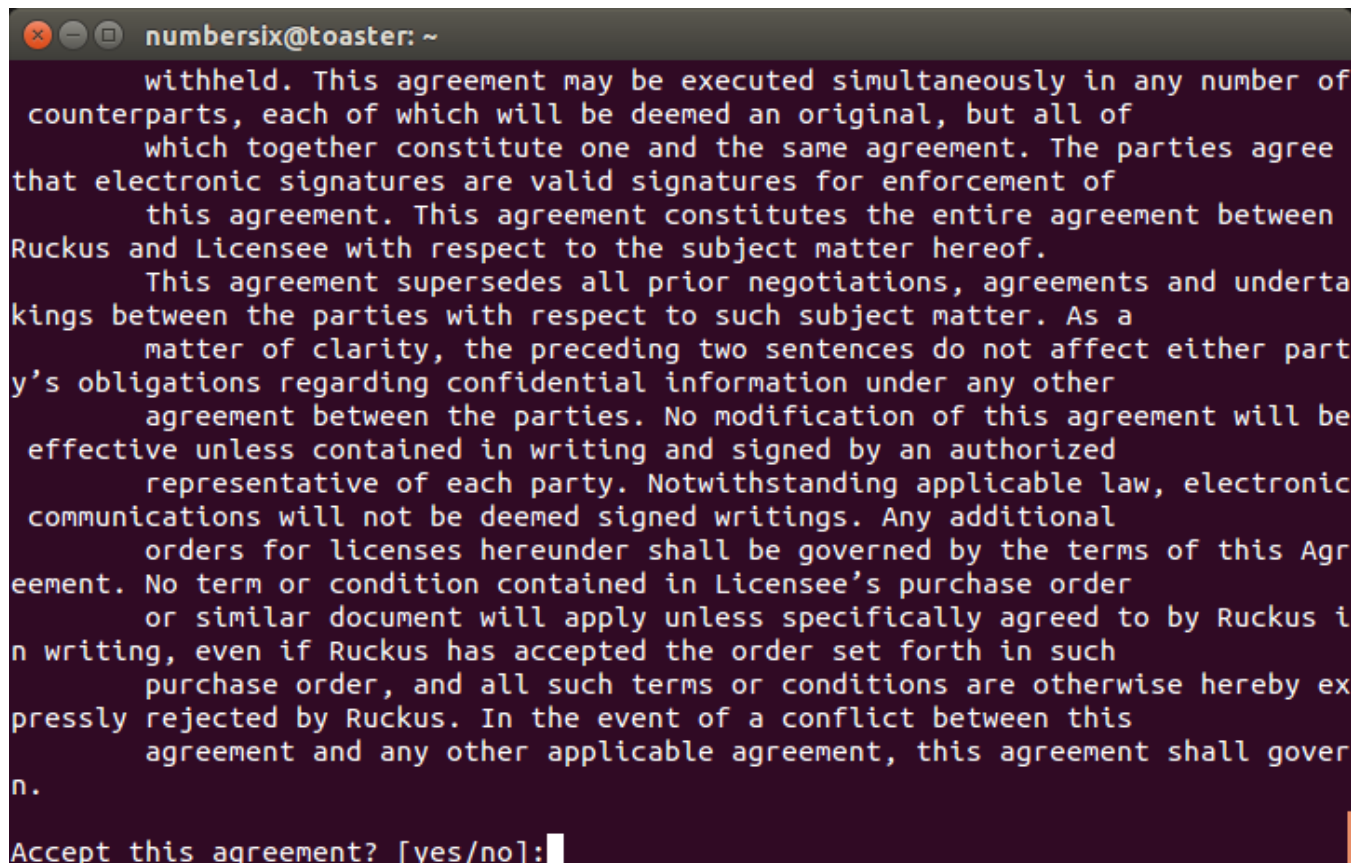 numbersix@toaster: ~
withheld. This agreement may be executed simultaneously in any number of
counterparts, each of which will be deemed an original, but all of
which together constitute one and the same agreement. The parties agree
that electronic signatures are valid signatures for enforcement of
this agreement. This agreement constitutes the entire agreement between
Ruckus and Licensee with respect to the subject matter hereof.
This agreement supersedes all prior negotiations, agreements and underta
kings between the parties with respect to such subject matter. As a
matter of clarity, the preceding two sentences do not affect either part
y’s obligations regarding confidential information under any other
agreement between the parties. No modification of this agreement will be
effective unless contained in writing and signed by an authorized
representative of each party. Notwithstanding applicable law, electronic
communications will not be deemed signed writings. Any additional
orders for licenses hereunder shall be governed by the terms of this Agr
eement. No term or condition contained in Licensee’s purchase order
or similar document will apply unless specifically agreed to by Ruckus i
n writing, even if Ruckus has accepted the order set forth in such
purchase order, and all such terms or conditions are otherwise hereby ex
pressly rejected by Ruckus. In the event of a conflict between this
agreement and any other applicable agreement, this agreement shall gover
n.
Accept this agreement? [yes/no]: